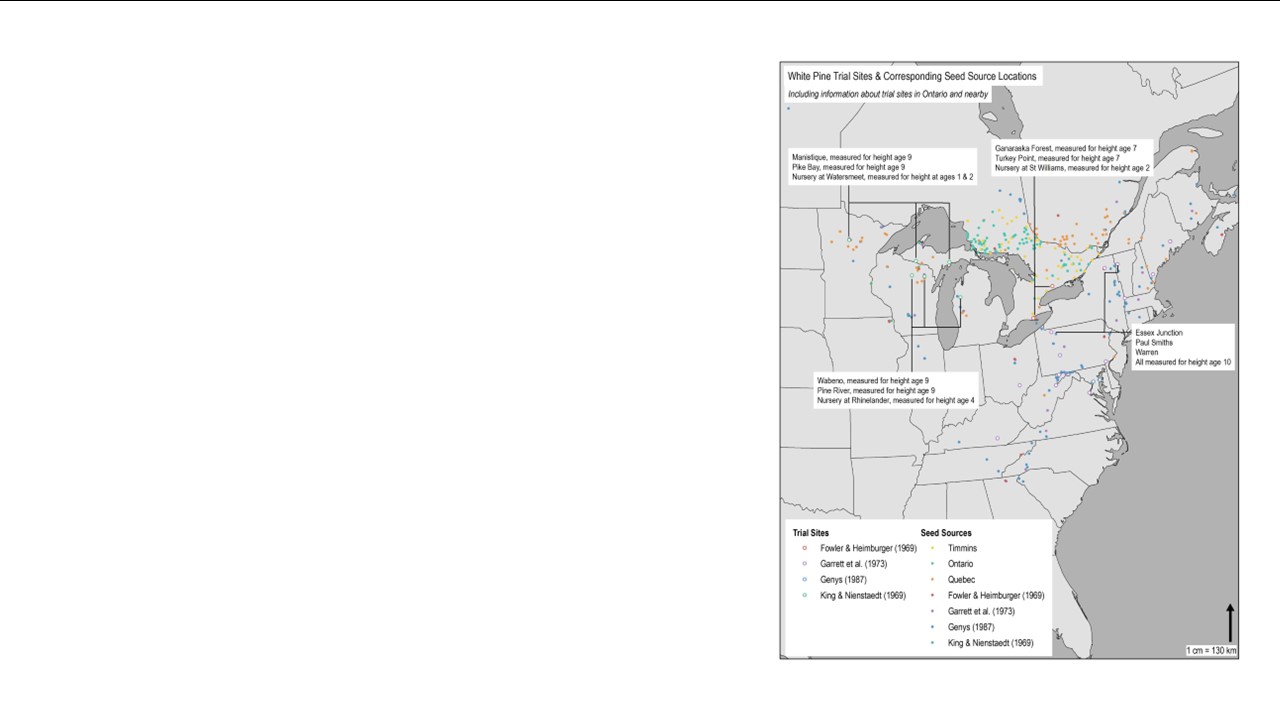 White Pine Trial Sites & Corresponding Seed Source Locations
Including information about trial sites in Ontario and nearby
Manistique, measured for height age 9
Pike Bay, measured for height age 9
Nursery at Watersmeet, measured for height at ages 1 & 2
Ganaraska Forest, measured for height age 7
Turkey Point, measured for height age 7
Nursery at St Williams, measured for height age 2
Essex Junction
Paul Smiths
Warren
All measured for height age 10
Wabeno, measured for height age 9
Pine River, measured for height age 9
Nursery at Rhinelander, measured for height age 4
Trial Sites
Fowler & Heimburger (1969)
Garrett et al. (1973)
Genys (1987)
King & Nienstaedt (1969)
Seed Sources
Timmins
Ontario
Quebec
Fowler & Heimburger (1969)
Garrett et al. (1973)
Genys (1987)
King & Nienstaedt (1969)
1 cm = 130 km